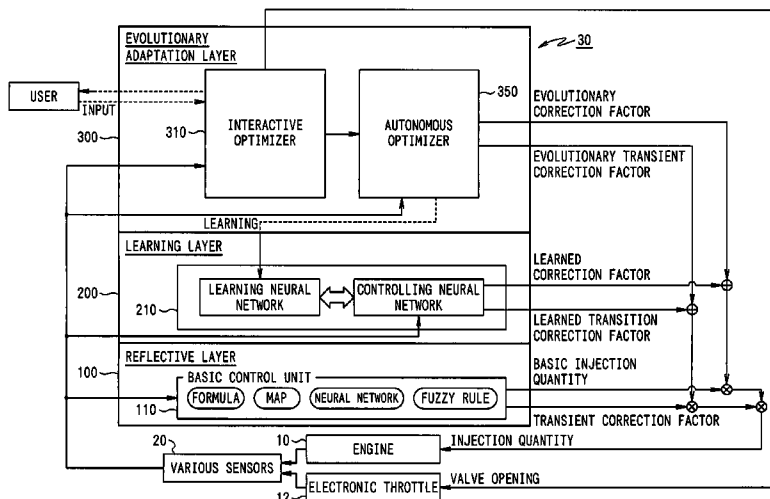 EVOLUTIONARY
ADAPTATION LAYER
30
USER
INPUT
310
INTERACTIVE
OPTIMIZER
350
AUTONOMOUS
OPTIMIZER
EVOLUTIONARY
CORRECTION FACTOR
300
EVOLUTIONARY TRANSIENT
CORRECTION FACTOR
LEARNING
LEARNING LAYER
200
210
LEARNING NEURAL
NETWORK
CONTROLLING NEURAL
NETWORK
LEARNED
CORRECTION FACTOR
LEARNED TRANSITION
CORRECTION FACTOR
REFLECTIVE LAYER
100
BASIC CONTROL UNIT
110
FORMULA
MAP
NEURAL NETWORK
FUZZY RULE
BASIC INJECTION
QUANTITY
TRANSIENT CORRECTION FACTOR
20
VARIOUS SENSORS
10
ENGINE
INJECTION QUANTITY
12
ELECTRONIC THROTTLE
VALVE OPENING